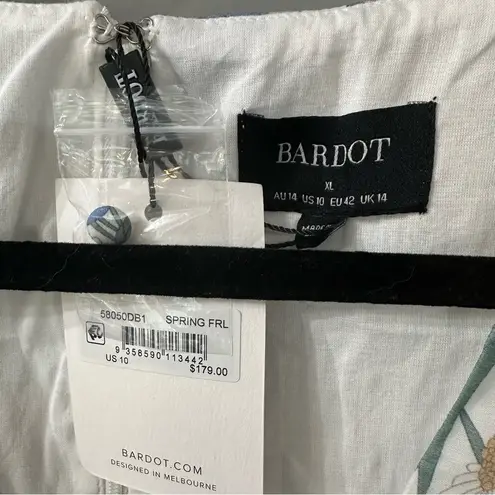 BARDOT
XL
AU 14 US 10 EU 42 UK 14
MADE
58050DB1 SPRING FRL
9 358590 113442
US 10
$179.00
BARDOT.COM
DESIGNED IN MELBOURNE